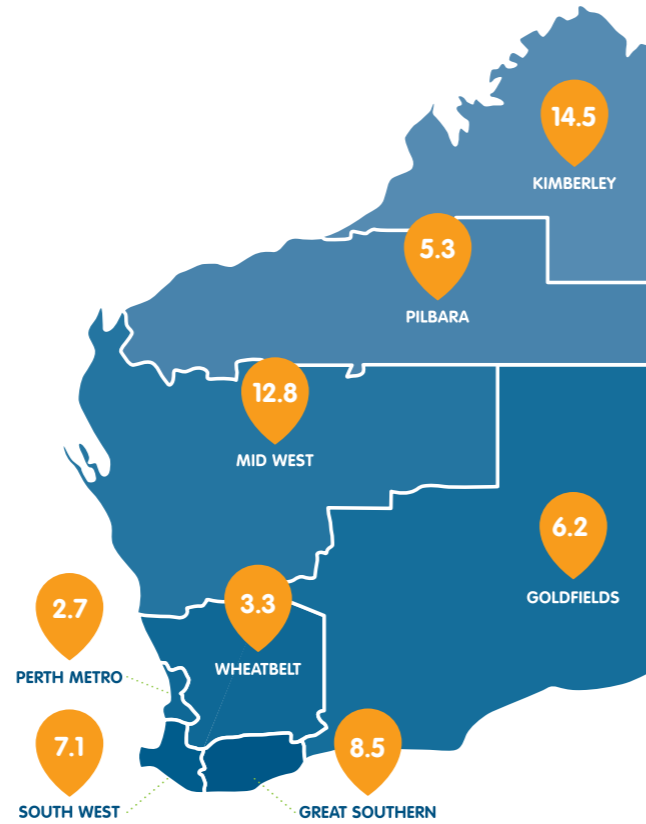 14.5
KIMBERLEY
5.3
PILBARA
12.8
MID WEST
6.2
GOLDFIELDS
3.3
WHEATBELT
2.7
PERTH METRO
7.1
SOUTH WEST
8.5
GREAT SOUTHERN